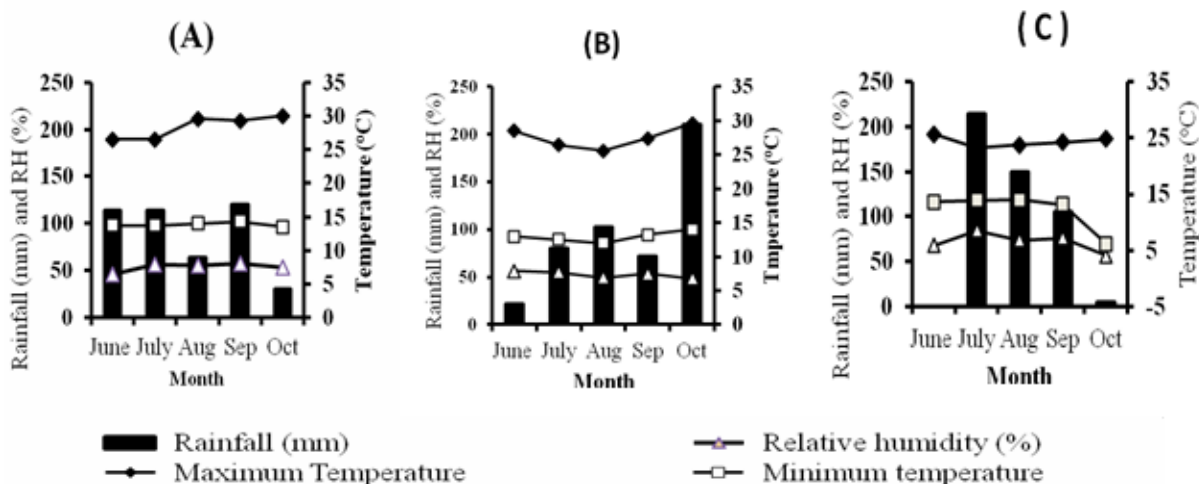 (A)
250
200
150
100
50
0
Rainfall (mm) and RH (%)
35
30
25
20
15
10
5
0
Temperature (°C)
June July Aug Sep Oct
Month
(B)
250
200
150
100
50
0
Rainfall (mm) and RH (%)
35
30
25
20
15
10
5
0
Tmperature (°C)
June July Aug Sep Oct
Month
( C )
250
200
150
100
50
0
Rainfall (mm) and RH (%)
35
25
15
5
-5
Temperature (°C)
June July Aug Sep Oct
Month
Rainfall (mm)
Relative humidity (%)
Maximum Temperature
Minimum temperature